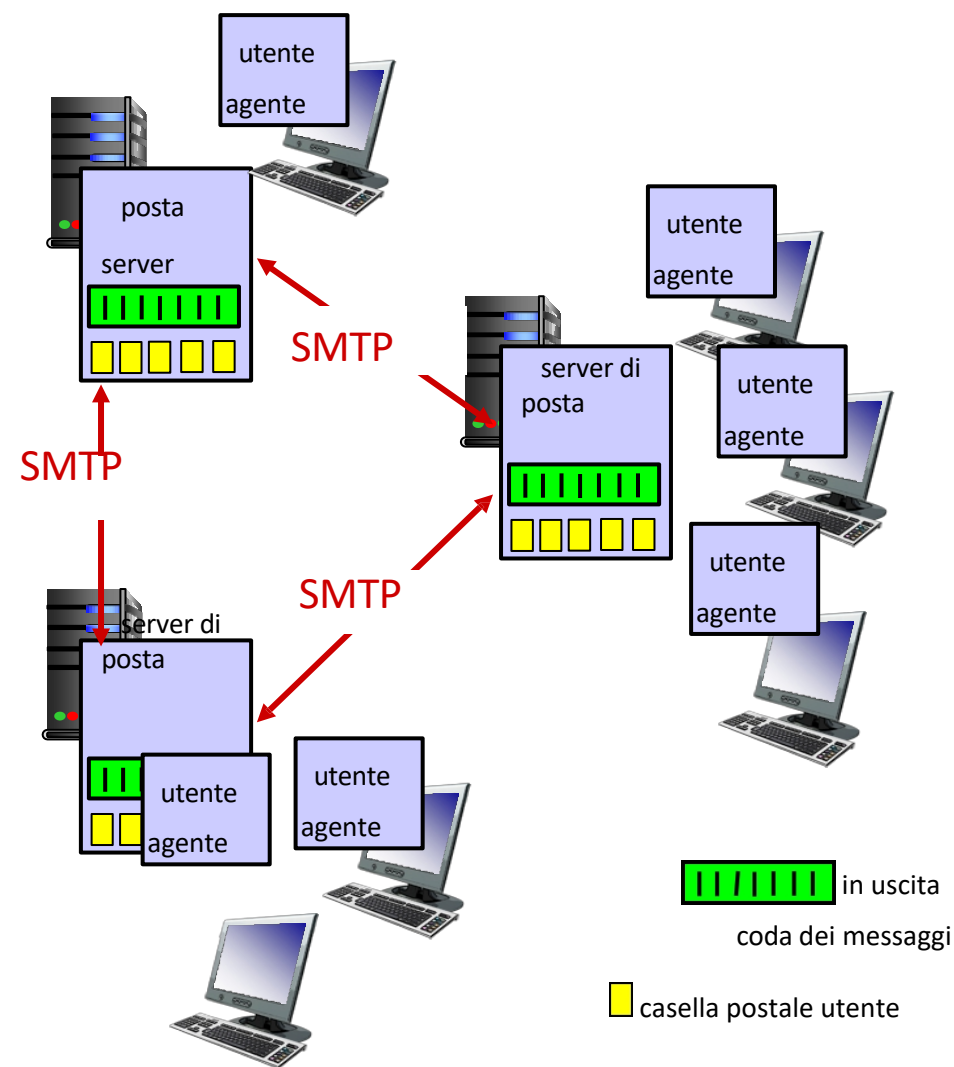 utente
agente
posta
server
utente
agente
SMTP
server di
posta
utente
agente
SMTP
utente
agente
SMTP
server di
posta
utente
agente
utente
agente
in uscita
coda dei messaggi
casella postale utente